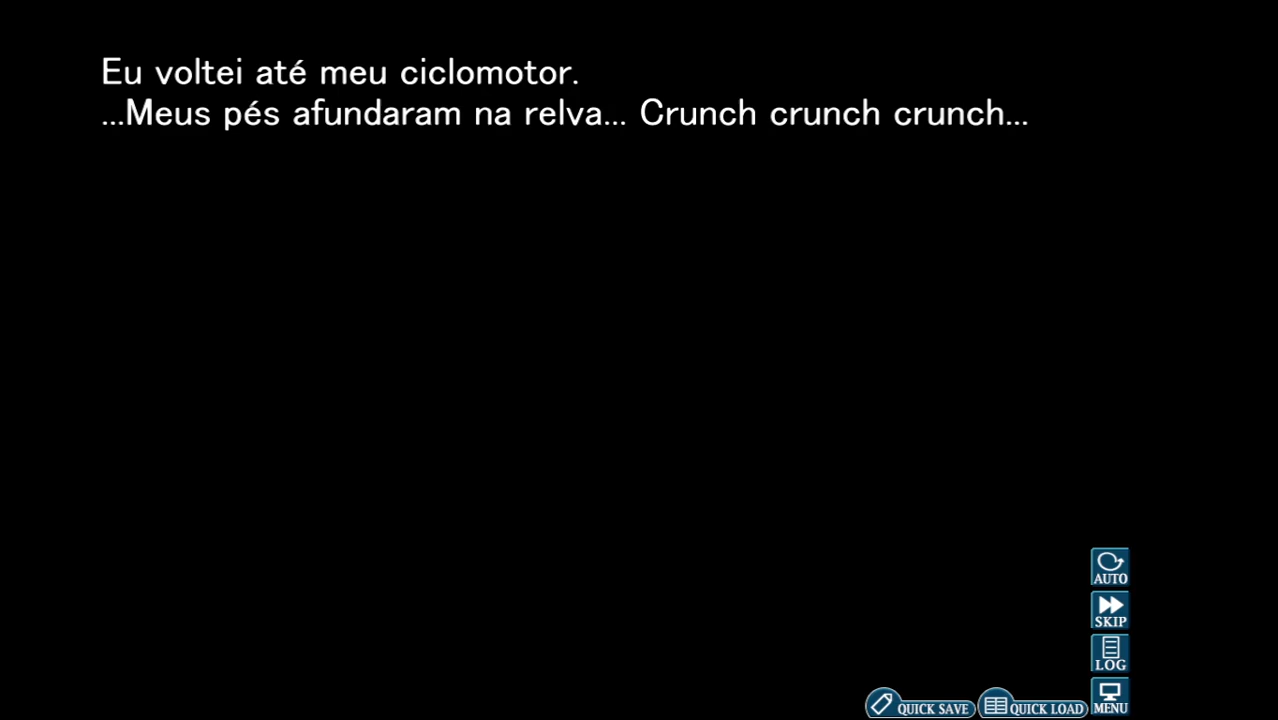 Eu voltei até meu ciclomotor.
...Meus pés afundaram na relva... Crunch crunch crunch...
AUTO
SKIP
LOG
MENU
QUICK SAVE
QUICK LOAD